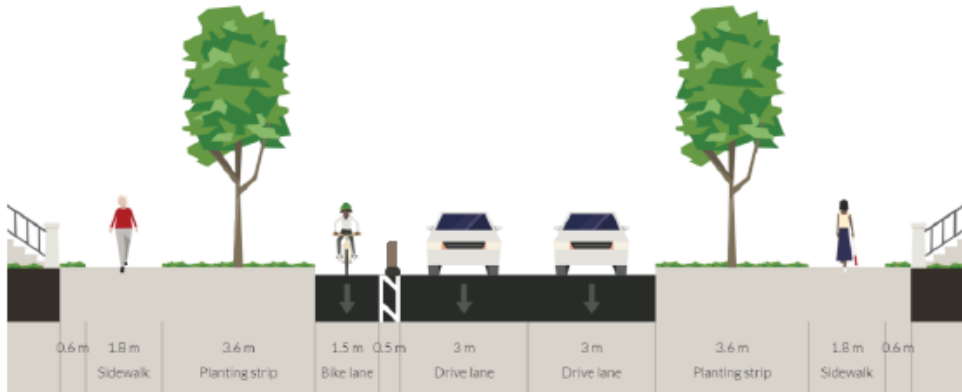 0.6 m 1.8 m 3.6 m 1.5 m 0.5 m 3 m 3 m 3.6 m 1.8 m 0.6 m
Sidewalk Planting strip Bike lane Drive lane Drive lane Planting strip Sidewalk